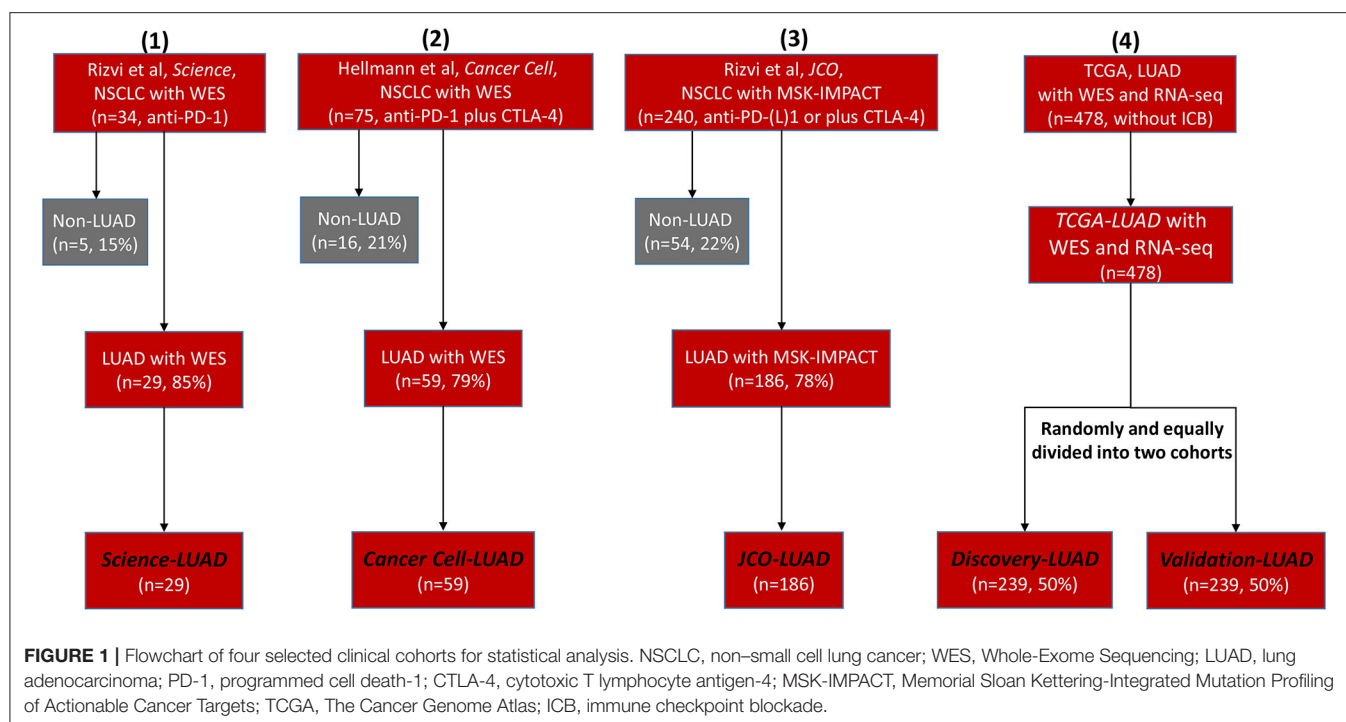 (1)
Rizvi et al, Science,
NSCLC with WES
(n=34, anti-PD-1)
Non-LUAD
(n=5, 15%)
LUAD with WES
(n=29, 85%)
Science-LUAD
(n=29)
(2)
Hellmann et al, Cancer Cell,
NSCLC with WES
(n=75, anti-PD-1 plus CTLA-4)
Non-LUAD
(n=16, 21%)
LUAD with WES
(n=59, 79%)
Cancer Cell-LUAD
(n=59)
(3)
Rizvi et al, JCO,
NSCLC with MSK-IMPACT
(n=240, anti-PD-(L)1 or plus CTLA-4)
Non-LUAD
(n=54, 22%)
LUAD with MSK-IMPACT
(n=186, 78%)
JCO-LUAD
(n=186)
(4)
TCGA, LUAD
with WES and RNA-seq
(n=478, without ICB)
TCGA-LUAD with
WES and RNA-seq
(n=478)
Randomly and equally
divided into two cohorts
Discovery-LUAD
(n=239, 50%)
Validation-LUAD
(n=239, 50%)
FIGURE 1 | Flowchart of four selected clinical cohorts for statistical analysis. NSCLC, non–small cell lung cancer; WES, Whole-Exome Sequencing; LUAD, lung
adenocarcinoma; PD-1, programmed cell death-1; CTLA-4, cytotoxic T lymphocyte antigen-4; MSK-IMPACT, Memorial Sloan Kettering-Integrated Mutation Profiling
of Actionable Cancer Targets; TCGA, The Cancer Genome Atlas; ICB, immune checkpoint blockade.